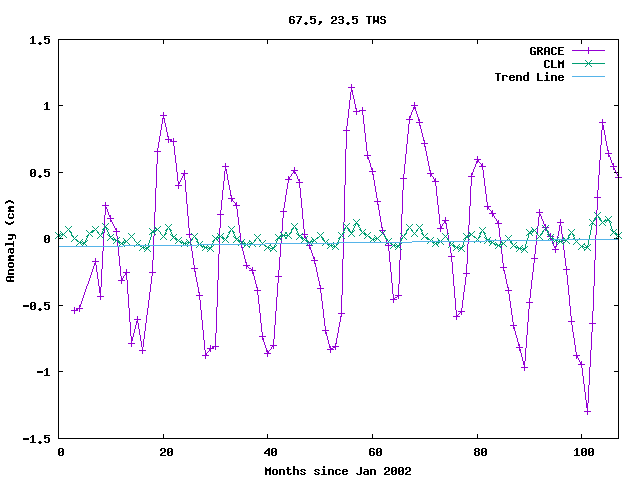 67.5, 23.5 TWS
GRACE
CLM
Trend Line
1.5
1
0.5
0
-0.5
-1
-1.5
Anomaly (cm)
0 20 40 60 80 100
Months since Jan 2002